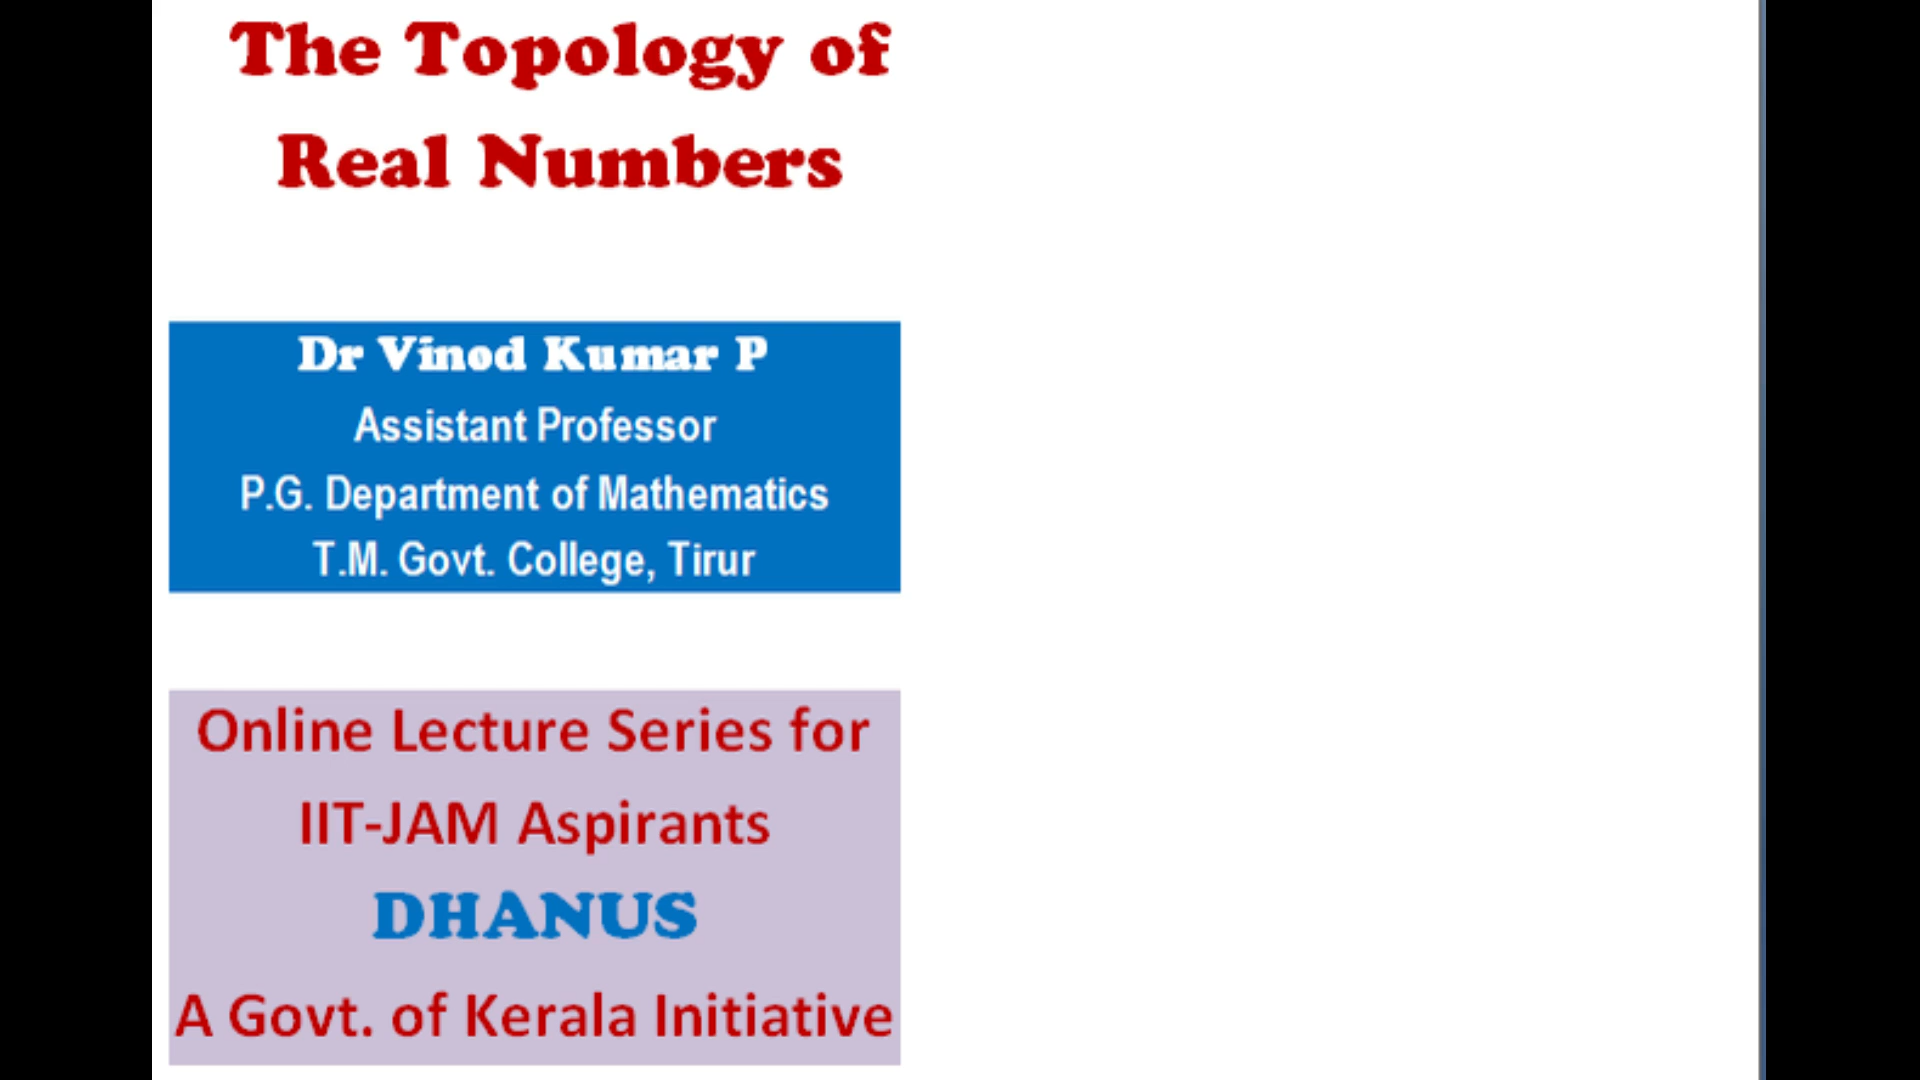 The Topology of
Real Numbers
Dr Vinod Kumar P
Assistant Professor
P.G. Department of Mathematics
T.M. Govt. College, Tirur
Online Lecture Series for
IIT-JAM Aspirants
DHANUS
A Govt. of Kerala Initiative